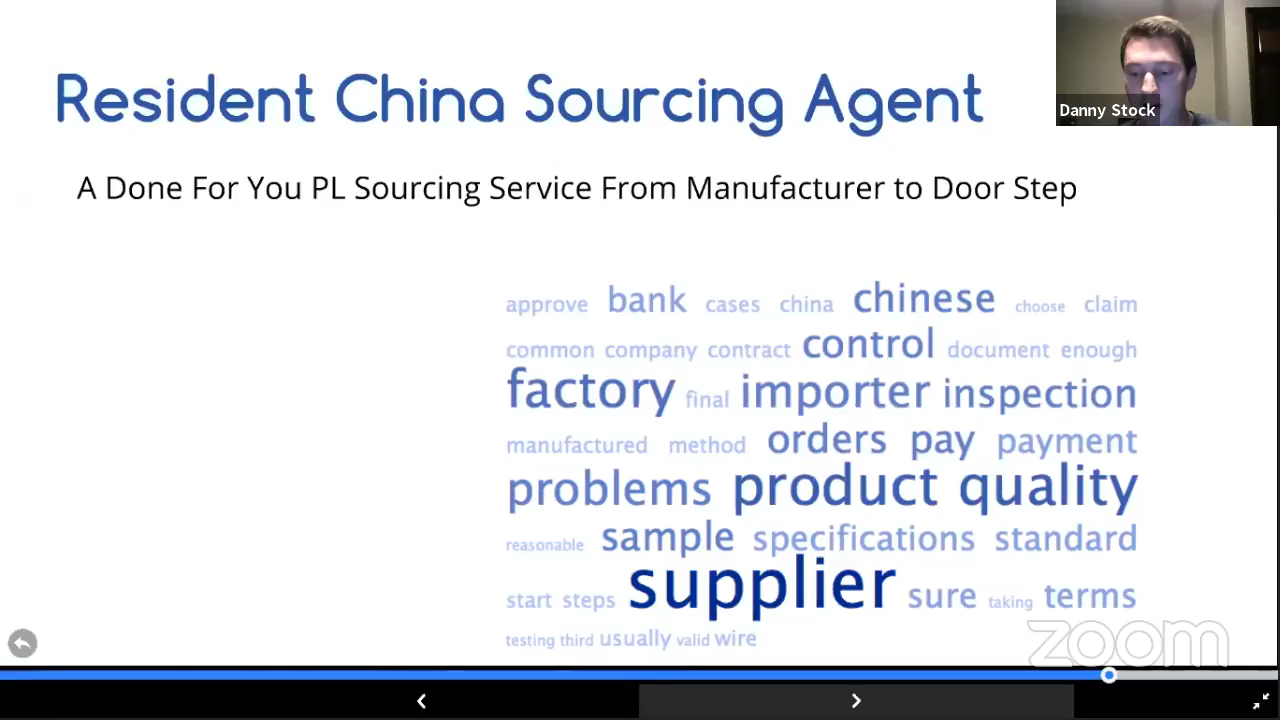 Resident China Sourcing Agent
Danny Stock
A Done For You PL Sourcing Service From Manufacturer to Door Step
approve bank cases china chinese choose claim
common company contract control document enough
factory final importer inspection
manufactured method orders pay payment
problems product quality
reasonable sample specifications standard
start steps supplier sure taking terms
testing third usually valid wire
zoom